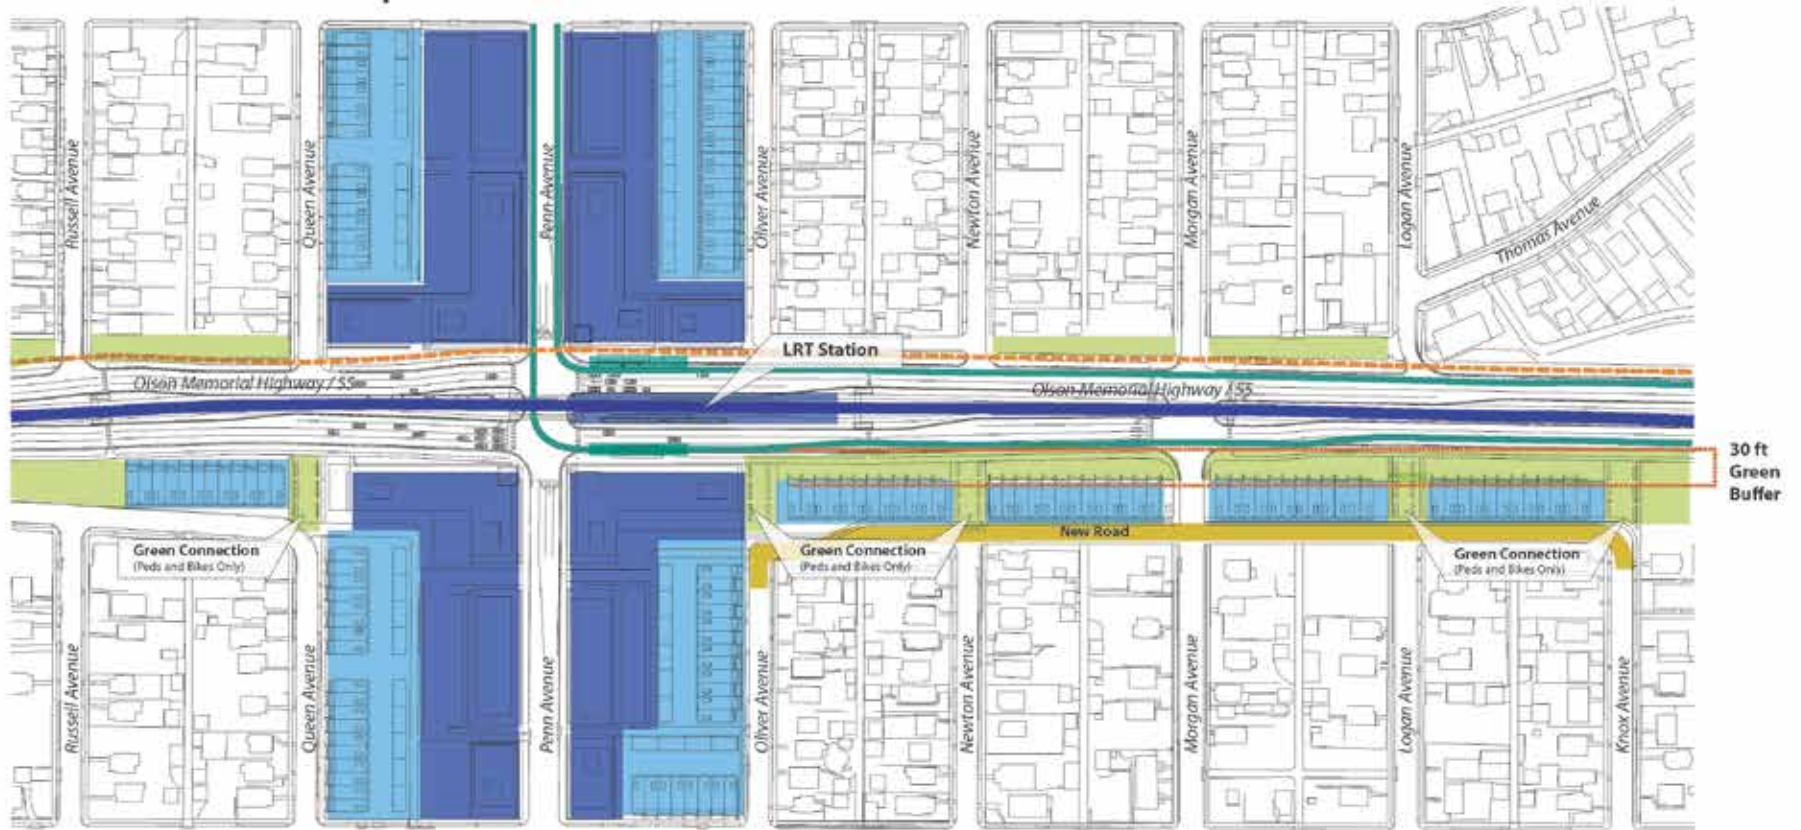 Russell Avenue
Queen Avenue
Penn Avenue
Oliver Avenue
Newton Avenue
Morgan Avenue
Logan Avenue
Thomas Avenue
LRT Station
Olson Memorial Highway / 55
Olson Memorial Highway / 55
30 ft
Green
Buffer
New Road
Green Connection
(Peds and Bikes Only)
Green Connection
(Peds and Bikes Only)
Green Connection
(Peds and Bikes Only)
Russell Avenue
Queen Avenue
Penn Avenue
Oliver Avenue
Newton Avenue
Morgan Avenue
Logan Avenue
Knox Avenue